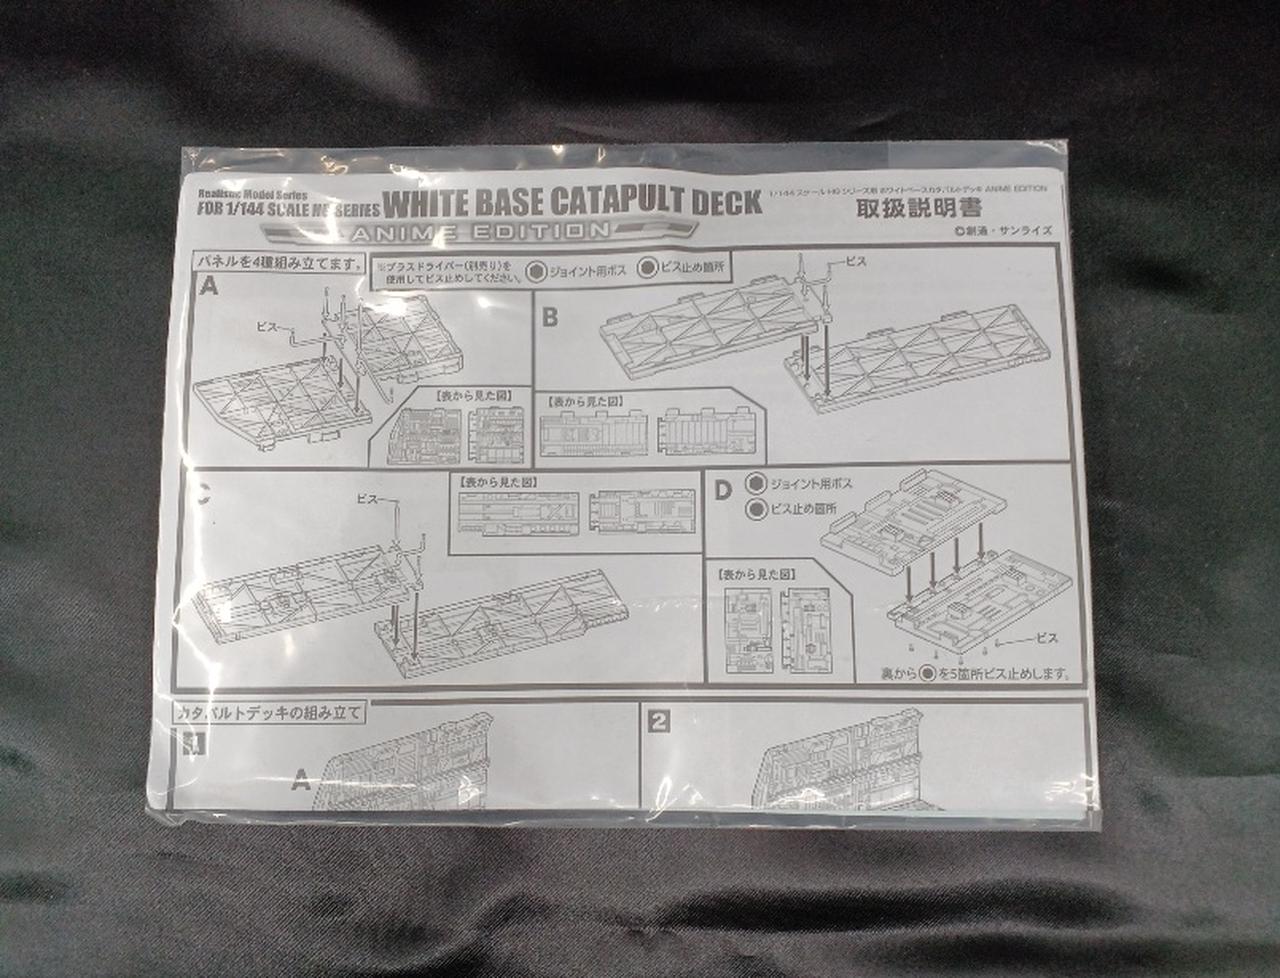 Realistic Model Series
FOR 1/144 SCALE HG SERIES WHITE BASE CATAPULT DECK
ANIME EDITION
1/144スケールHGシリーズ用 ホワイトベースカタパルトデッキ ANIME EDITION
取扱説明書
©創通・サンライズ
パネルを4種組み立てます。
※プラスドライバー(別売り)を
使用してビス止めしてください。
ジョイント用ボス
ビス止め箇所
A
ビス
【表から見た図】
B
ビス
【表から見た図】
C
ビス
【表から見た図】
D
ジョイント用ボス
ビス止め箇所
【表から見た図】
ビス
裏から●を5箇所ビス止めします。
カタパルトデッキの組み立て
1
A
2